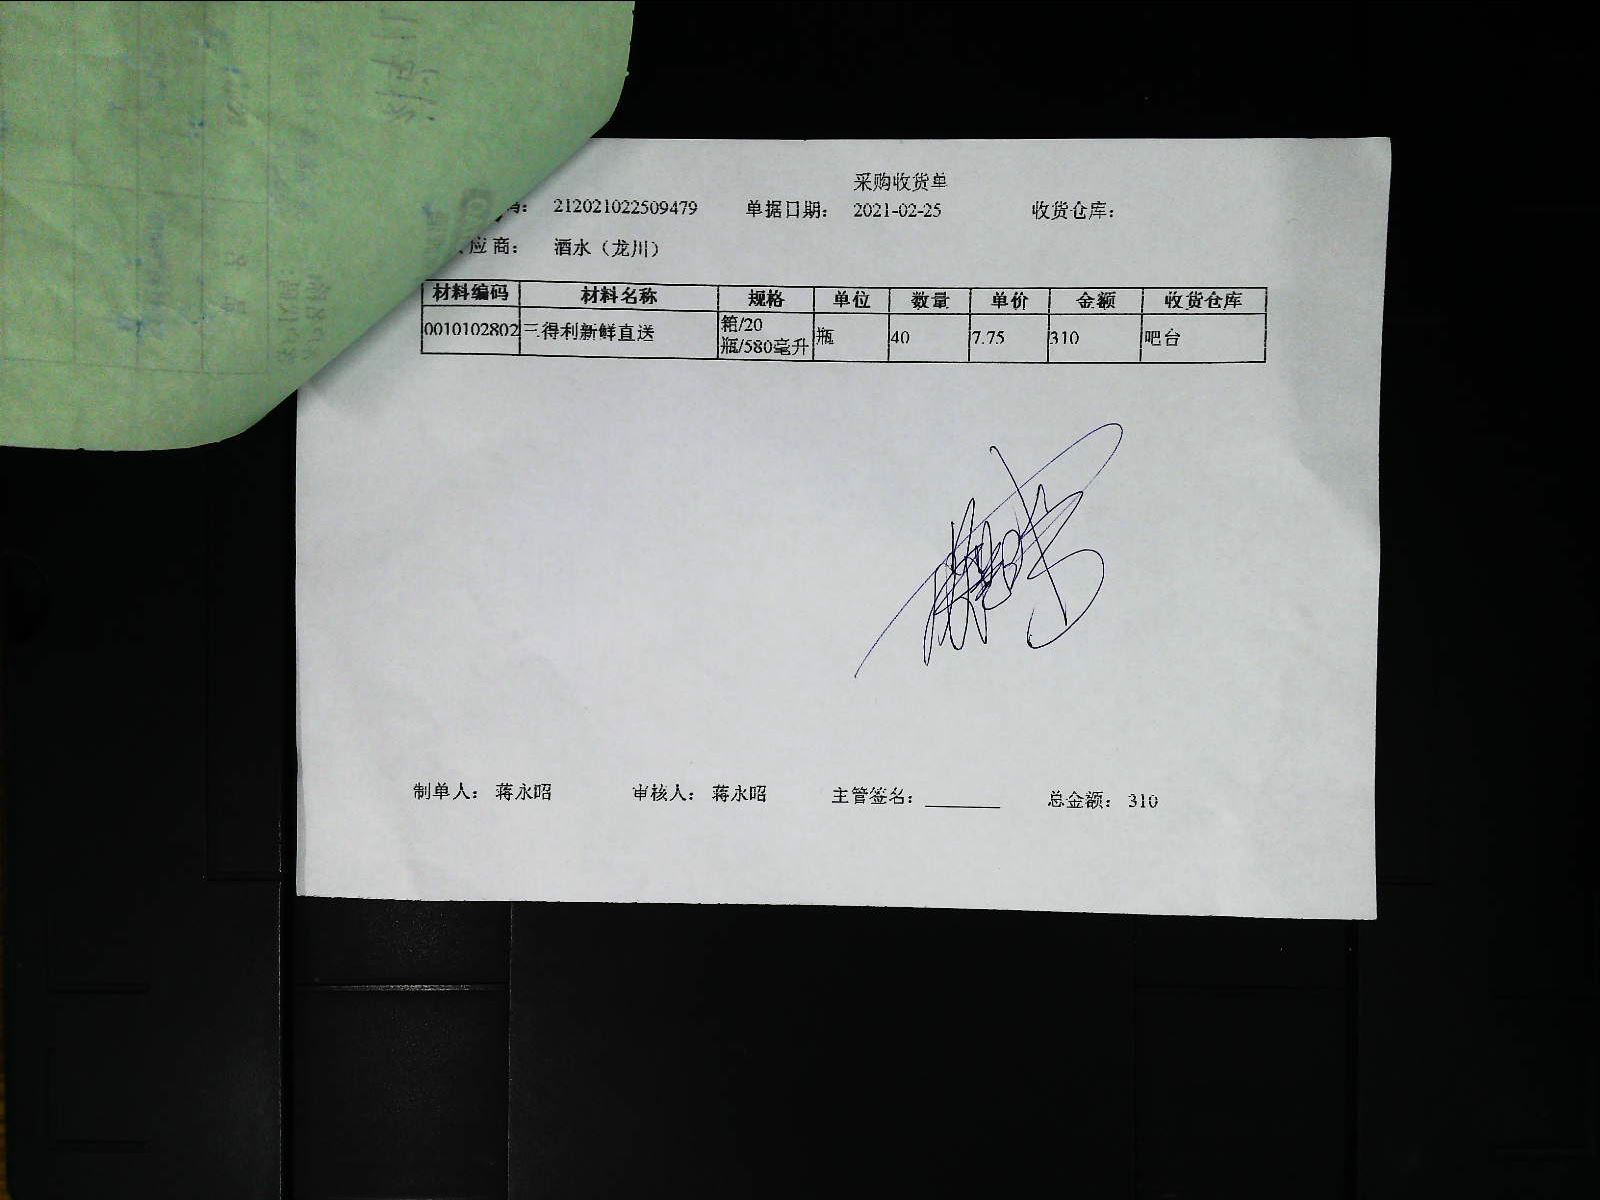 采购收货单
码： 212021022509479 单据日期： 2021-02-25 收货仓库：
应商： 酒水（龙川）
材料编码 材料名称 规格 单位 数量 单价 金额 收货仓库
0010102802 三得利新鲜直送 箱/20瓶/580毫升 瓶 40 7.75 310 吧台
制单人： 蒋永昭 审核人： 蒋永昭 主管签名：________ 总金额： 310